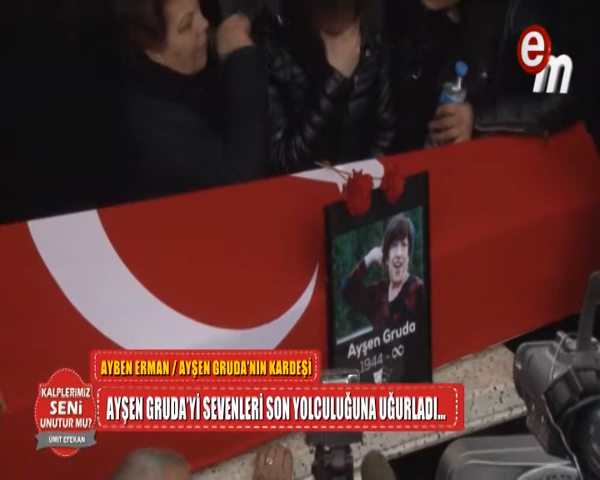 em
Ayşen Gruda
1944 - ∞
AYBEN ERMAN / AYŞEN GRUDA'NIN KARDEŞİ
KALPLERİMİZ
SENİ
UNUTUR MU?
ÜMİT EFEKAN
AYŞEN GRUDA'Yİ SEVENLERİ SON YOLCULUĞUNA UĞURLADI...